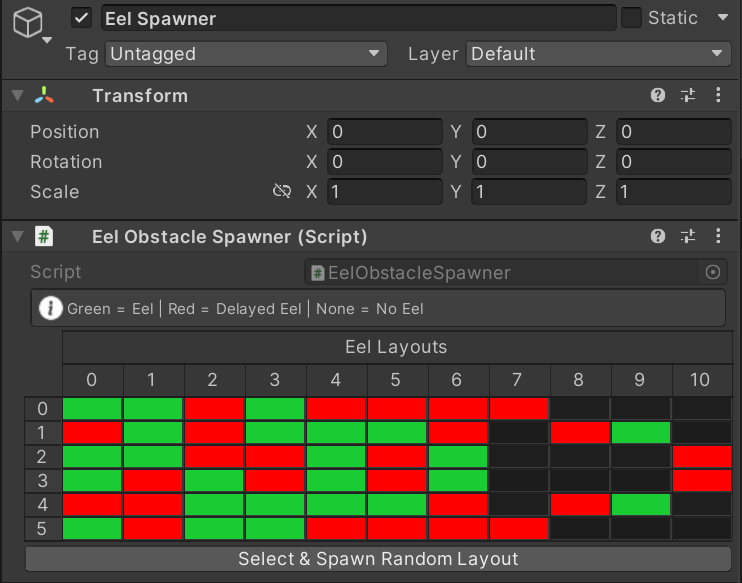 Eel Spawner Static
Tag Untagged Layer Default
Transform
Position X 0 Y 0 Z 0
Rotation X 0 Y 0 Z 0
Scale X 1 Y 1 Z 1
# Eel Obstacle Spawner (Script)
Script # EelObstacleSpawner
Green = Eel | Red = Delayed Eel | None = No Eel
Eel Layouts
0 1 2 3 4 5 6 7 8 9 10
0
1
2
3
4
5
Select & Spawn Random Layout